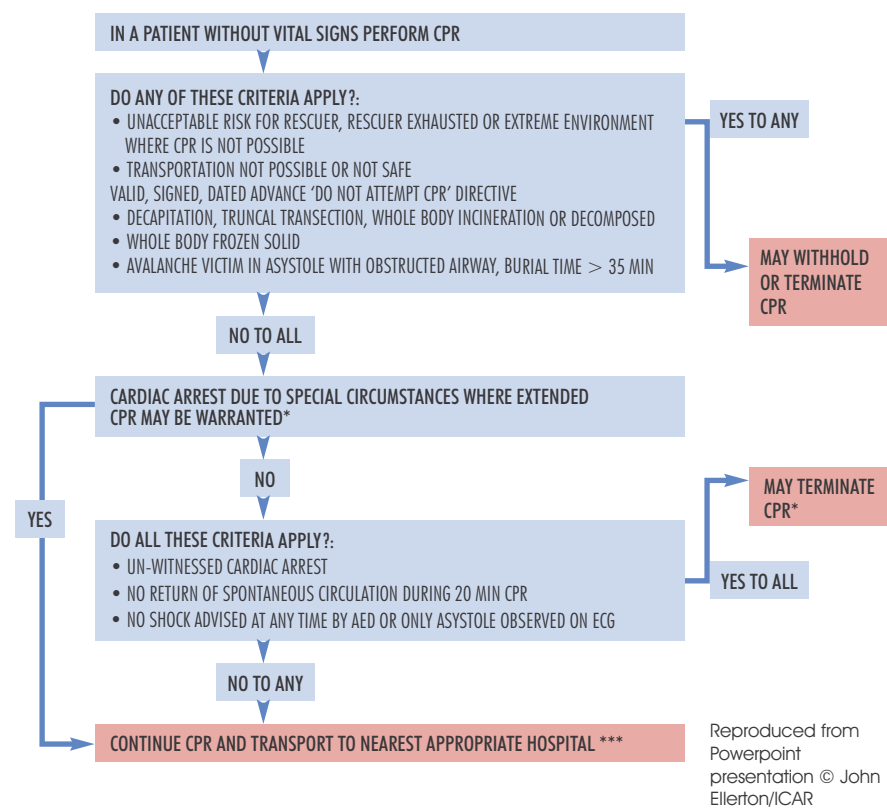 IN A PATIENT WITHOUT VITAL SIGNS PERFORM CPR
DO ANY OF THESE CRITERIA APPLY?:
• UNACCEPTABLE RISK FOR RESCUER, RESCUER EXHAUSTED OR EXTREME ENVIRONMENT
WHERE CPR IS NOT POSSIBLE
• TRANSPORTATION NOT POSSIBLE OR NOT SAFE
VALID, SIGNED, DATED ADVANCE ‘DO NOT ATTEMPT CPR’ DIRECTIVE
• DECAPITATION, TRUNCAL TRANSECTION, WHOLE BODY INCINERATION OR DECOMPOSED
• WHOLE BODY FROZEN SOLID
• AVALANCHE VICTIM IN ASYSTOLE WITH OBSTRUCTED AIRWAY, BURIAL TIME > 35 MIN
YES TO ANY
MAY WITHHOLD
OR TERMINATE
CPR
NO TO ALL
CARDIAC ARREST DUE TO SPECIAL CIRCUMSTANCES WHERE EXTENDED
CPR MAY BE WARRANTED*
NO
YES
DO ALL THESE CRITERIA APPLY?:
• UN-WITNESSED CARDIAC ARREST
• NO RETURN OF SPONTANEOUS CIRCULATION DURING 20 MIN CPR
• NO SHOCK ADVISED AT ANY TIME BY AED OR ONLY ASYSTOLE OBSERVED ON ECG
MAY TERMINATE
CPR*
YES TO ALL
NO TO ANY
CONTINUE CPR AND TRANSPORT TO NEAREST APPROPRIATE HOSPITAL ***
Reproduced from
Powerpoint
presentation © John
Ellerton/ICAR